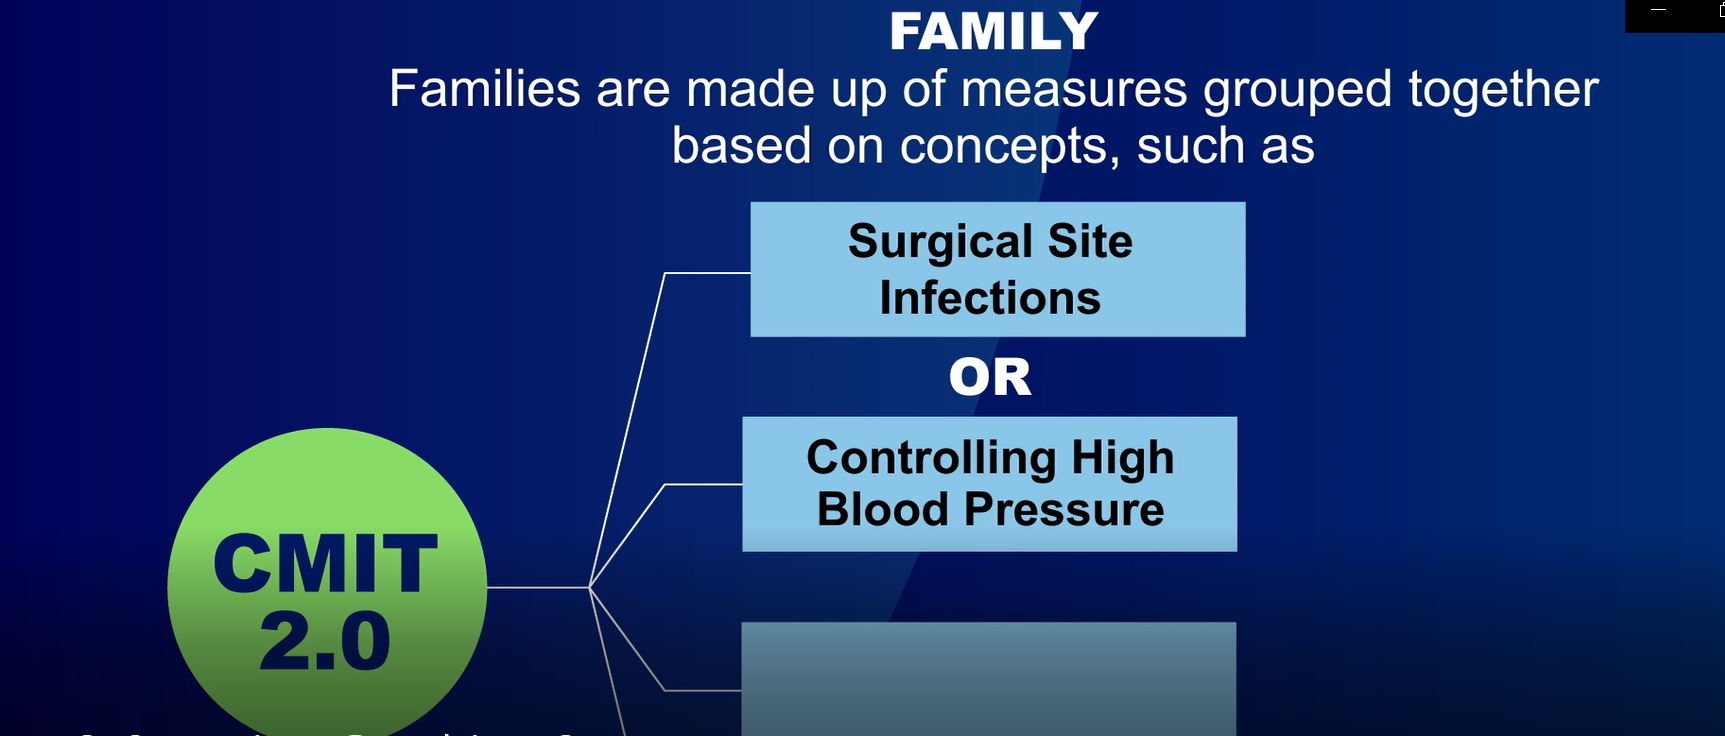 FAMILY
Families are made up of measures grouped together
based on concepts, such as
Surgical Site
Infections
OR
Controlling High
Blood Pressure
CMIT
2.0